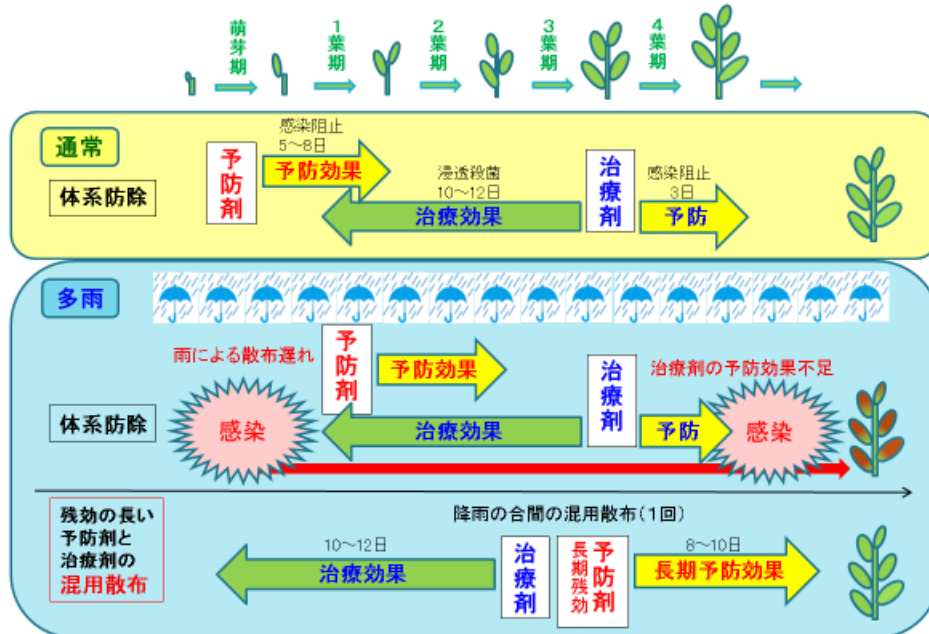 萌芽期
1葉期
2葉期
3葉期
4葉期
通常
体系防除
予防剤
感染阻止
5～8日
予防効果
浸透殺菌
10～12日
治療効果
治療剤
感染阻止
3日
予防
多雨
雨による散布遅れ
予防剤
予防効果
治療剤
治療剤の予防効果不足
体系防除
感染
治療効果
予防
感染
残効の長い
予防剤と
治療剤の
混用散布
降雨の合間の混用散布(1回)
10～12日
治療効果
治療剤
予防剤
長期残効
8～10日
長期予防効果